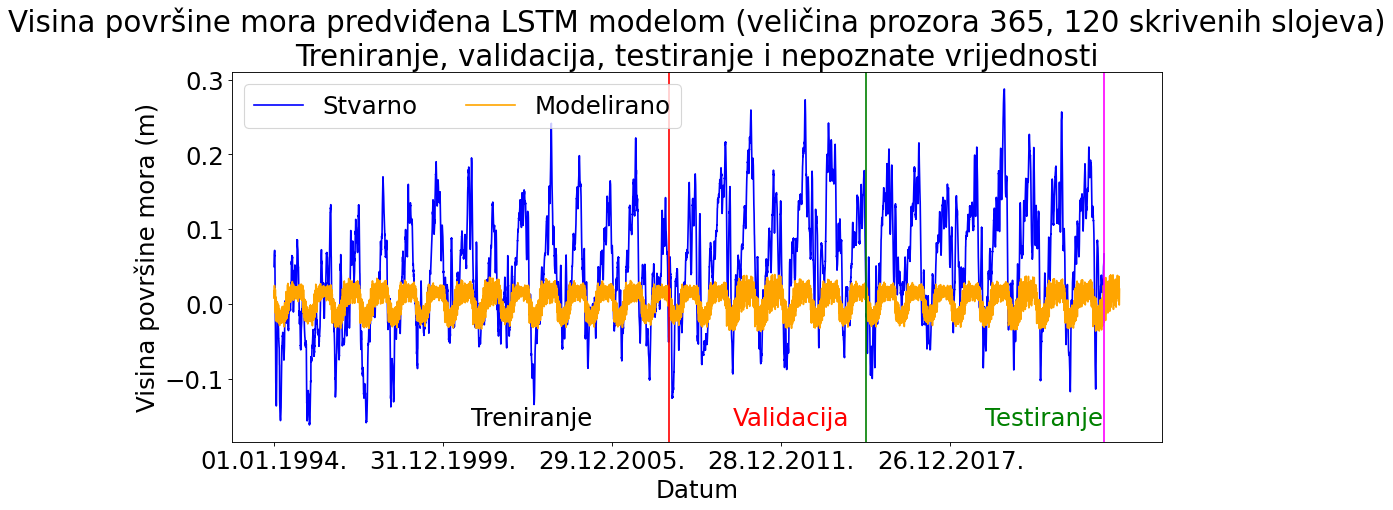 Visina površine mora predviđena LSTM modelom (veličina prozora 365, 120 skrivenih slojeva)
Treniranje, validacija, testiranje i nepoznate vrijednosti
Stvarno Modelirano
Visina površine mora (m)
0.3
0.2
0.1
0.0
−0.1
Treniranje Validacija Testiranje
01.01.1994. 31.12.1999. 29.12.2005. 28.12.2011. 26.12.2017.
Datum